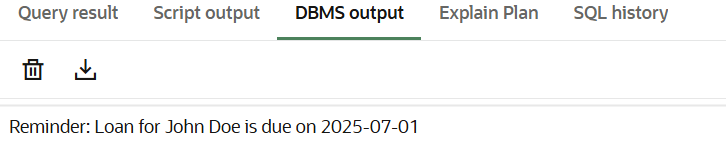 Query result Script output DBMS output Explain Plan SQL history
Reminder: Loan for John Doe is due on 2025-07-01